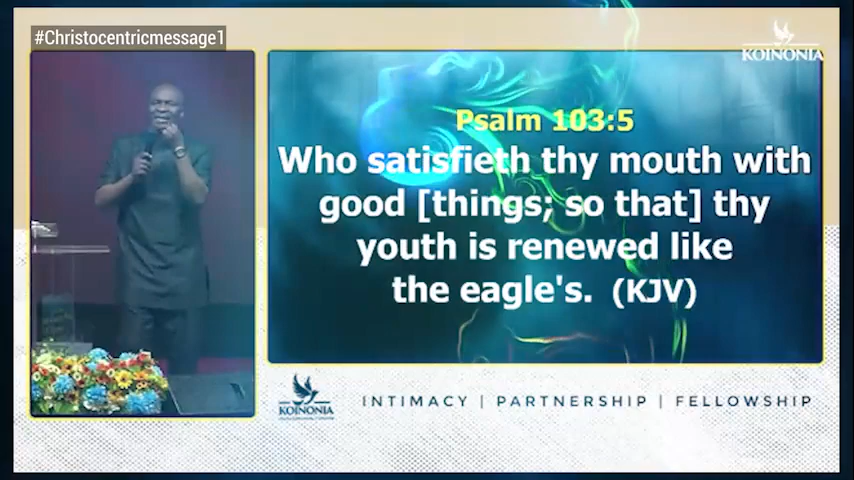 #Christocentricmessage1
KOINONIA
Psalm 103:5
Who satisfieth thy mouth with
good [things; so that] thy
youth is renewed like
the eagle's. (KJV)
KOINONIA
INTIMACY | PARTNERSHIP | FELLOWSHIP